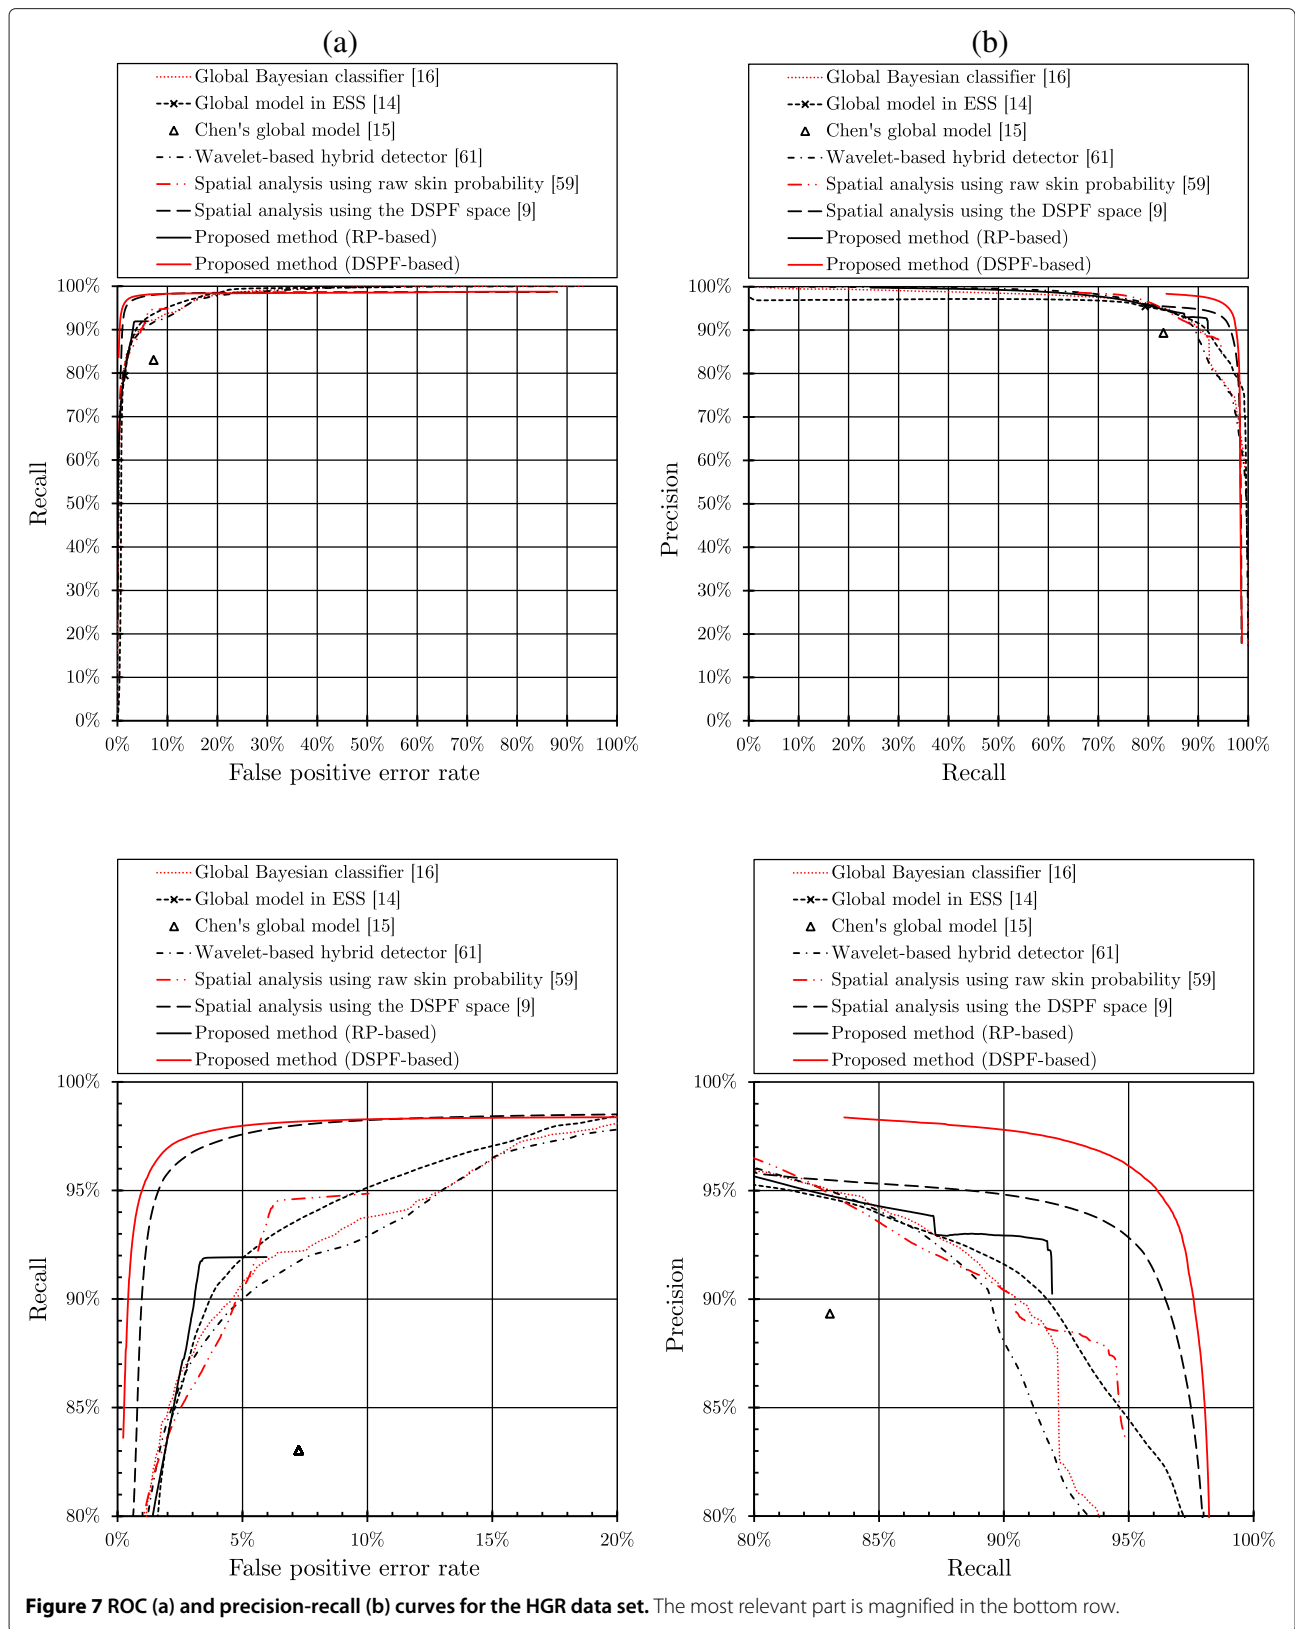 (a)
Global Bayesian classifier [16]
Global model in ESS [14]
Chen's global model [15]
Wavelet-based hybrid detector [61]
Spatial analysis using raw skin probability [59]
Spatial analysis using the DSPF space [9]
Proposed method (RP-based)
Proposed method (DSPF-based)
100%
90%
80%
70%
60%
50%
40%
30%
20%
10%
0%
Recall
0% 10% 20% 30% 40% 50% 60% 70% 80% 90% 100%
False positive error rate
(b)
Global Bayesian classifier [16]
Global model in ESS [14]
Chen's global model [15]
Wavelet-based hybrid detector [61]
Spatial analysis using raw skin probability [59]
Spatial analysis using the DSPF space [9]
Proposed method (RP-based)
Proposed method (DSPF-based)
100%
90%
80%
70%
60%
50%
40%
30%
20%
10%
0%
Precision
0% 10% 20% 30% 40% 50% 60% 70% 80% 90% 100%
Recall
Global Bayesian classifier [16]
Global model in ESS [14]
Chen's global model [15]
Wavelet-based hybrid detector [61]
Spatial analysis using raw skin probability [59]
Spatial analysis using the DSPF space [9]
Proposed method (RP-based)
Proposed method (DSPF-based)
100%
95%
90%
85%
80%
Recall
0% 5% 10% 15% 20%
False positive error rate
Global Bayesian classifier [16]
Global model in ESS [14]
Chen's global model [15]
Wavelet-based hybrid detector [61]
Spatial analysis using raw skin probability [59]
Spatial analysis using the DSPF space [9]
Proposed method (RP-based)
Proposed method (DSPF-based)
100%
95%
90%
85%
80%
Precision
80% 85% 90% 95% 100%
Recall
Figure 7 ROC (a) and precision-recall (b) curves for the HGR data set. The most relevant part is magnified in the bottom row.